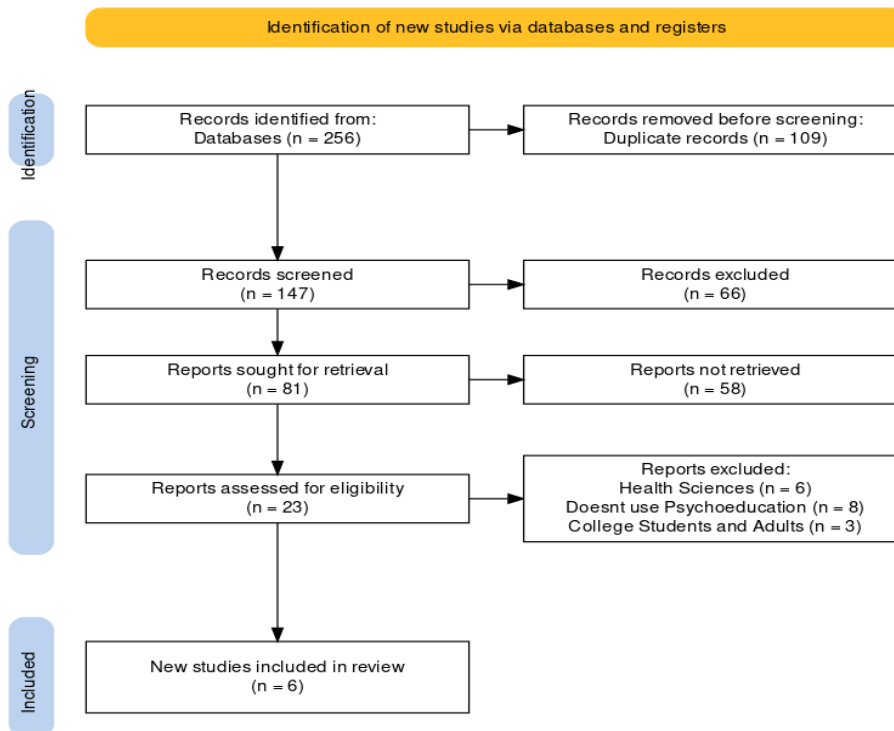 Identification of new studies via databases and registers
Identification
Records identified from:
Databases (n = 256)
Records removed before screening:
Duplicate records (n = 109)
Screening
Records screened
(n = 147)
Records excluded
(n = 66)
Reports sought for retrieval
(n = 81)
Reports not retrieved
(n = 58)
Reports assessed for eligibility
(n = 23)
Reports excluded:
Health Sciences (n = 6)
Doesnt use Psychoeducation (n = 8)
College Students and Adults (n = 3)
Included
New studies included in review
(n = 6)